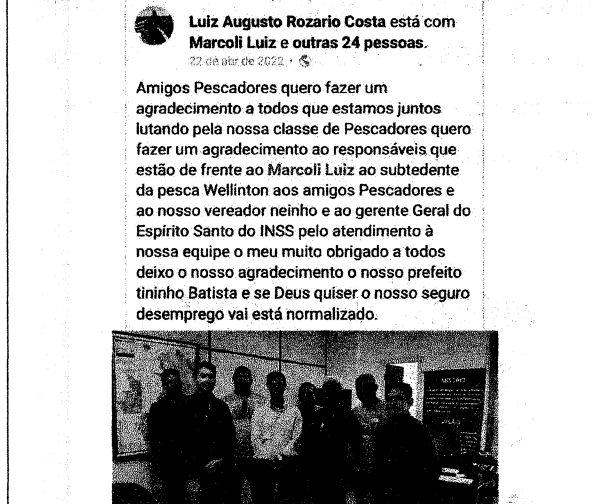 Luiz Augusto Rozario Costa está com
Marcoli Luiz e outras 24 pessoas.
22 de abr de 2022 ·
Amigos Pescadores quero fazer um
agradecimento a todos que estamos juntos
lutando pela nossa classe de Pescadores quero
fazer um agradecimento ao responsáveis que
estão de frente ao Marcoli Luiz ao subtedente
da pesca Wellinton aos amigos Pescadores e
ao nosso vereador neinho e ao gerente Geral do
Espírito Santo do INSS pelo atendimento à
nossa equipe o meu muito obrigado a todos
deixo o nosso agradecimento o nosso prefeito
tininho Batista e se Deus quiser o nosso seguro
desemprego vai está normalizado.